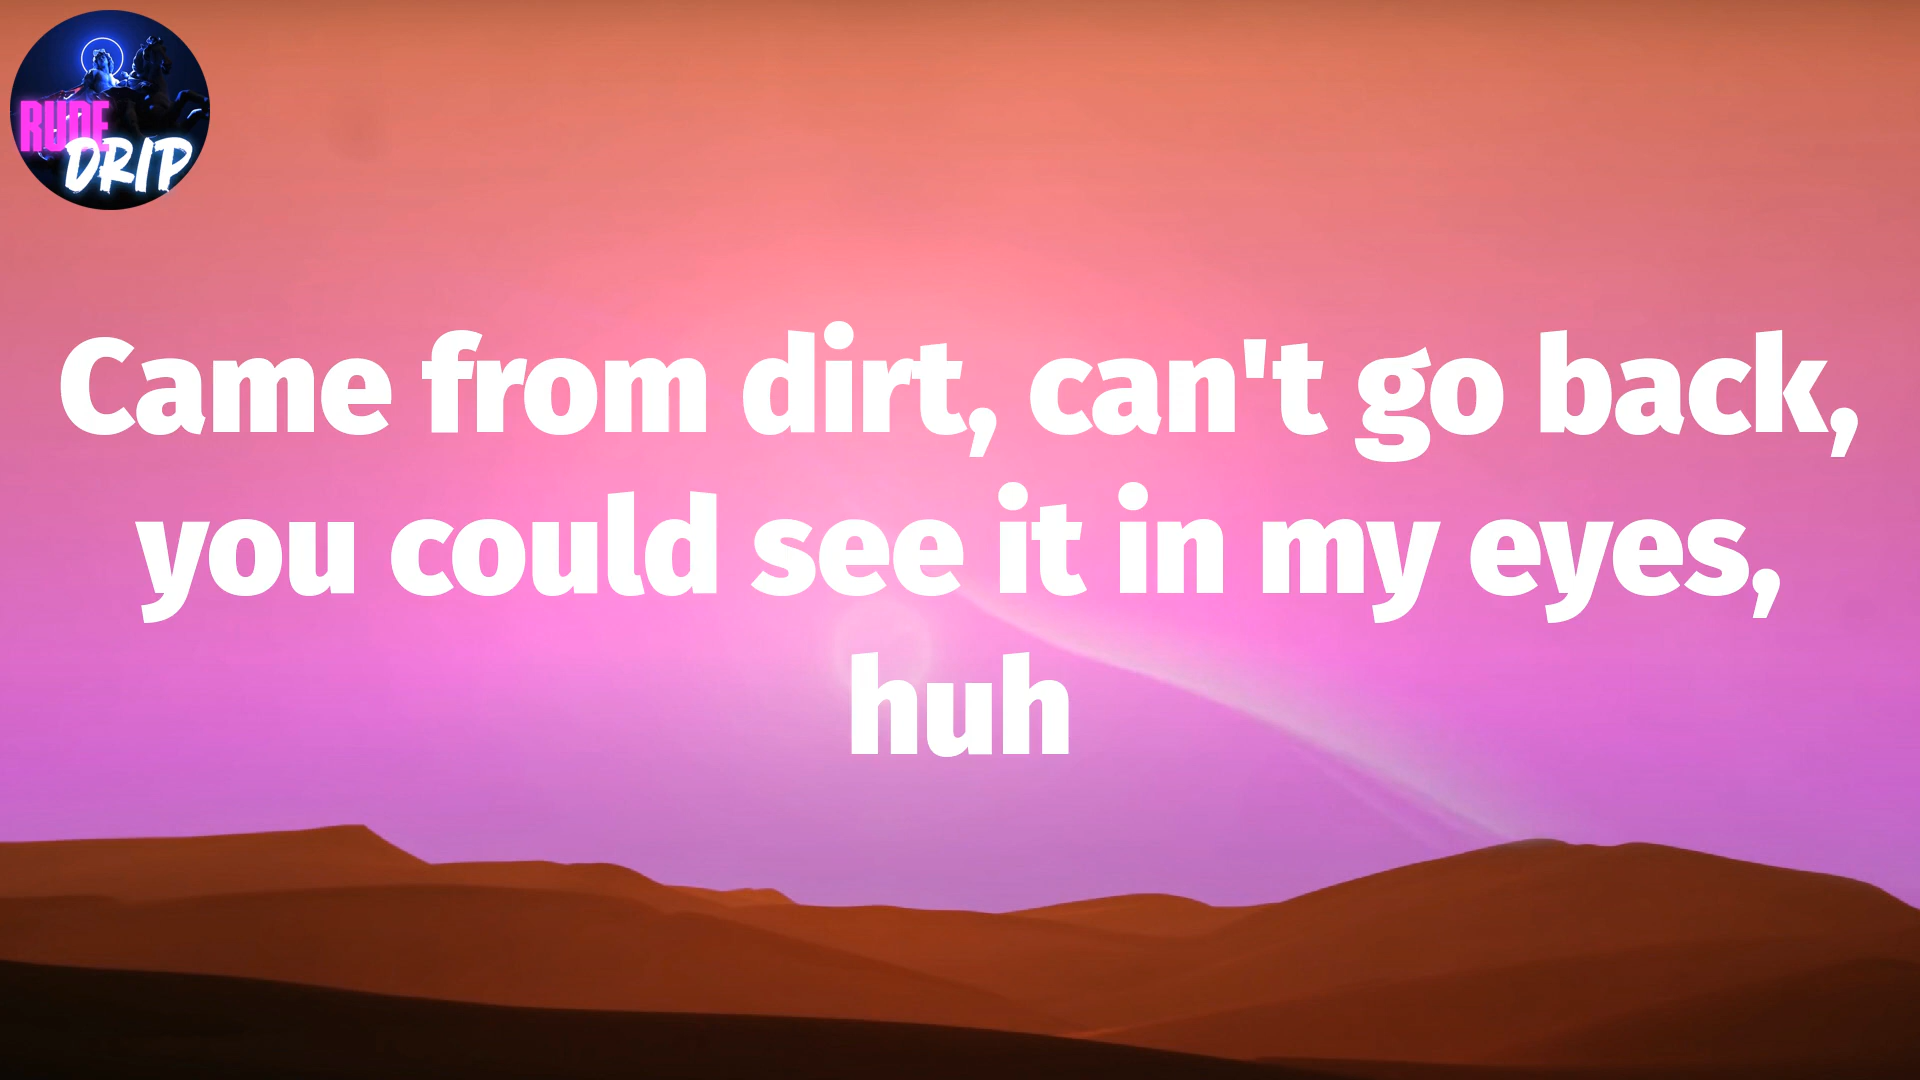 RUDE
DRIP
Came from dirt, can't go back,
you could see it in my eyes,
huh